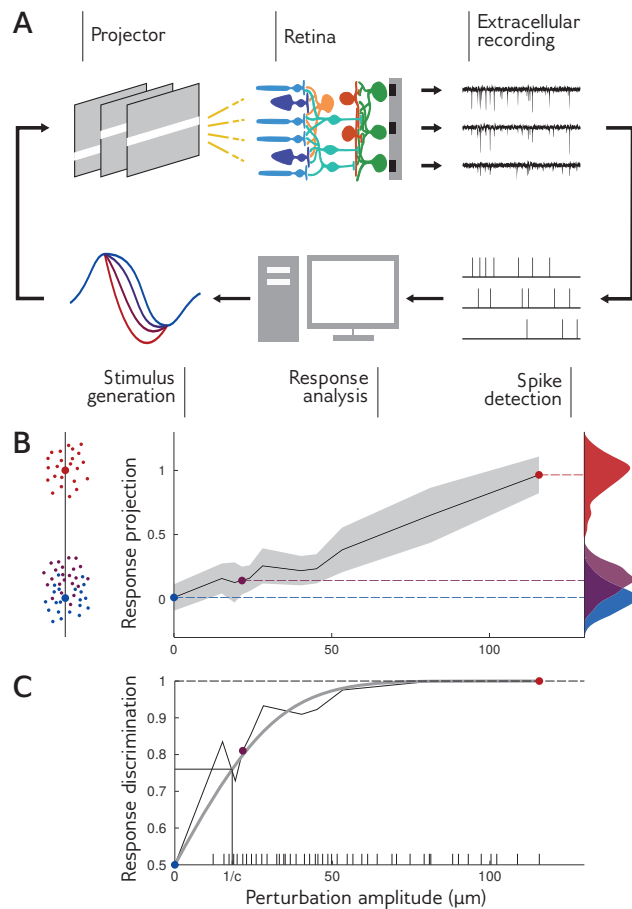 A
Projector
Retina
Extracellular
recording
Stimulus
generation
Response
analysis
Spike
detection
B
Response projection
1
0.5
0
0
50
100
C
Response discrimination
1
0.9
0.8
0.7
0.6
0.5
0
1/c
50
100
Perturbation amplitude (μm)